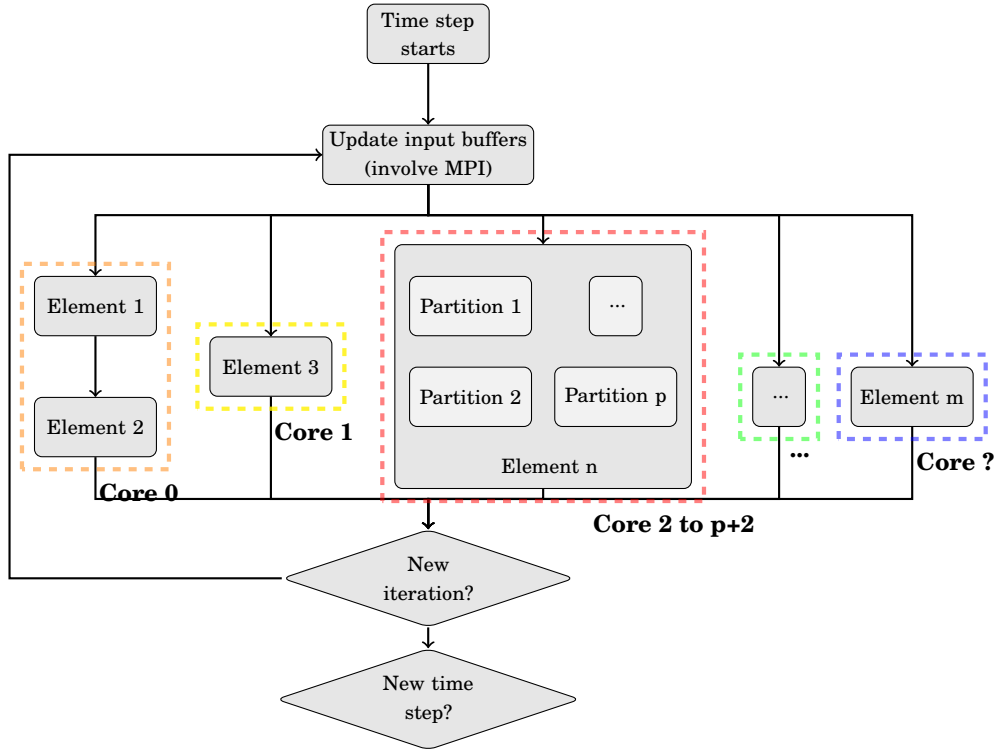 Time step
starts
Update input buffers
(involve MPI)
Element 1
Element 2
Core 0
Element 3
Core 1
Partition 1
...
Partition 2
Partition p
Element n
Core 2 to p+2
...
...
Element m
Core ?
New
iteration?
New time
step?